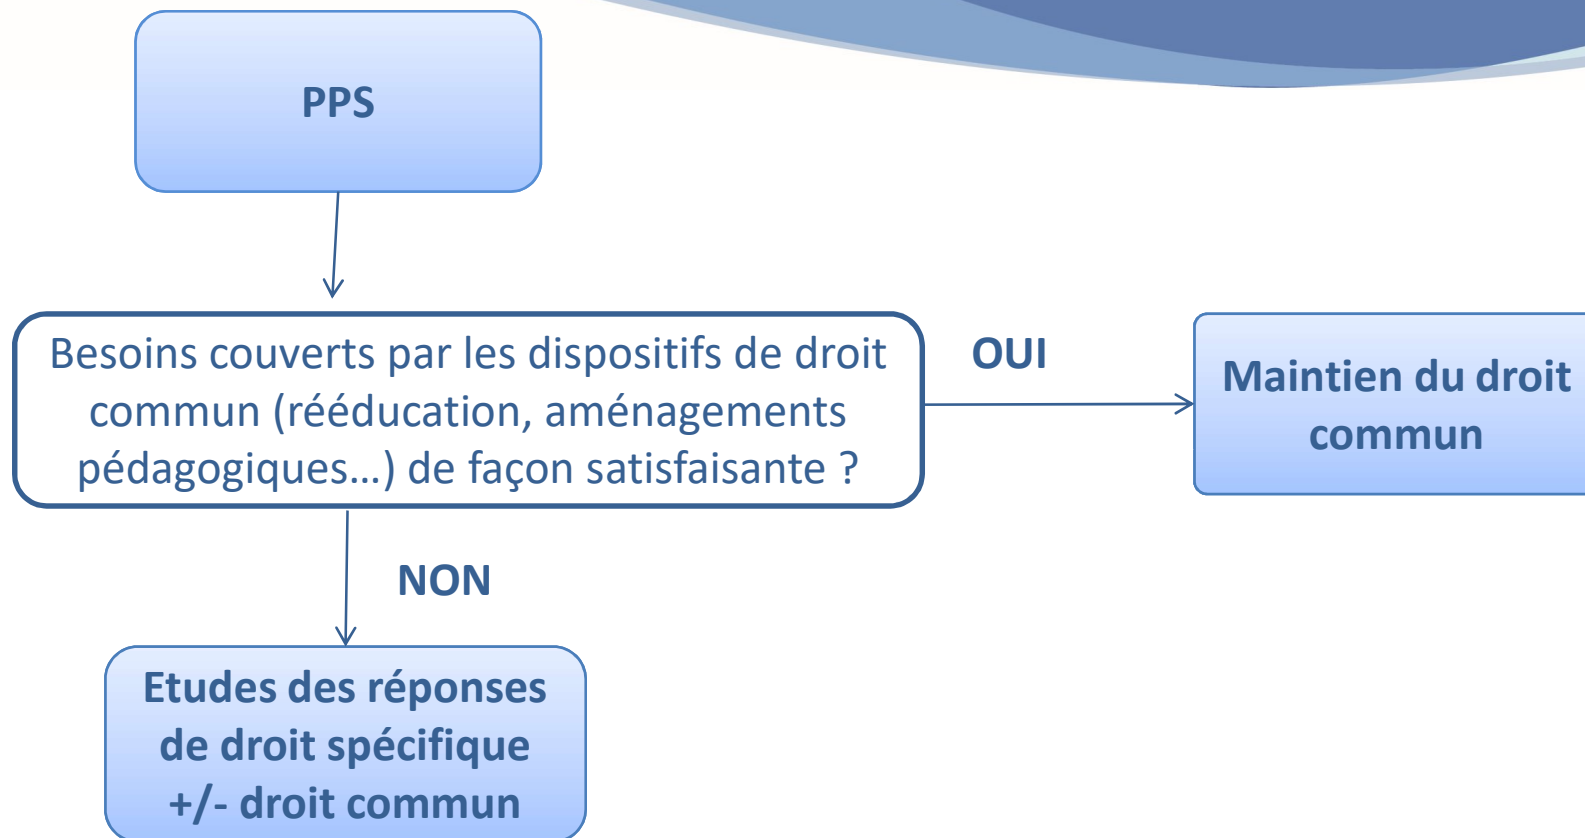 PPS
Besoins couverts par les dispositifs de droit
commun (rééducation, aménagements
pédagogiques…) de façon satisfaisante ?
OUI
Maintien du droit
commun
NON
Etudes des réponses
de droit spécifique
+/- droit commun